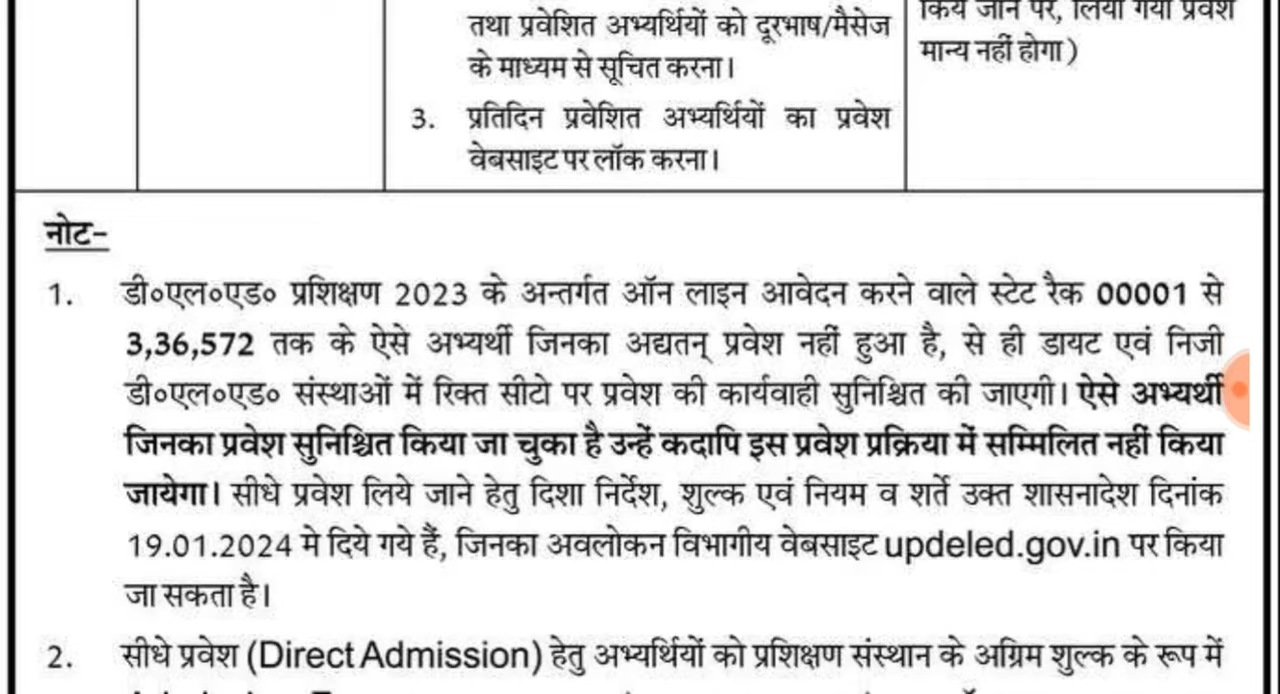 तथा प्रवेशित अभ्यर्थियों को दूरभाष/मैसेज
के माध्यम से सूचित करना।
3. प्रतिदिन प्रवेशित अभ्यर्थियों का प्रवेश
वेबसाइट पर लॉक करना।
किये जाने पर, लिया गया प्रवेश
मान्य नहीं होगा)
नोट-
1. डी०एल०एड० प्रशिक्षण 2023 के अन्तर्गत ऑन लाइन आवेदन करने वाले स्टेट रैक 00001 से
3,36,572 तक के ऐसे अभ्यर्थी जिनका अद्यतन् प्रवेश नहीं हुआ है, से ही डायट एवं निजी
डी०एल०एड० संस्थाओं में रिक्त सीटो पर प्रवेश की कार्यवाही सुनिश्चित की जाएगी। ऐसे अभ्यर्थी
जिनका प्रवेश सुनिश्चित किया जा चुका है उन्हें कदापि इस प्रवेश प्रक्रिया में सम्मिलित नहीं किया
जायेगा। सीधे प्रवेश लिये जाने हेतु दिशा निर्देश, शुल्क एवं नियम व शर्ते उक्त शासनादेश दिनांक
19.01.2024 मे दिये गये हैं, जिनका अवलोकन विभागीय वेबसाइट updeled.gov.in पर किया
जा सकता है।
2. सीधे प्रवेश (Direct Admission) हेतु अभ्यर्थियों को प्रशिक्षण संस्थान के अग्रिम शुल्क के रूप में